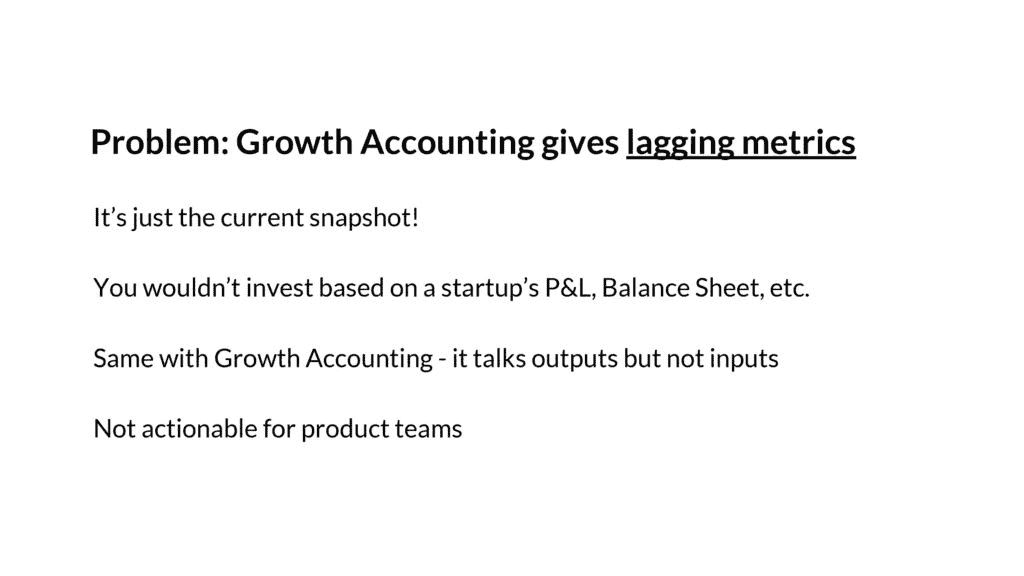 Problem: Growth Accounting gives lagging metrics
It’s just the current snapshot!
You wouldn’t invest based on a startup’s P&L, Balance Sheet, etc.
Same with Growth Accounting - it talks outputs but not inputs
Not actionable for product teams